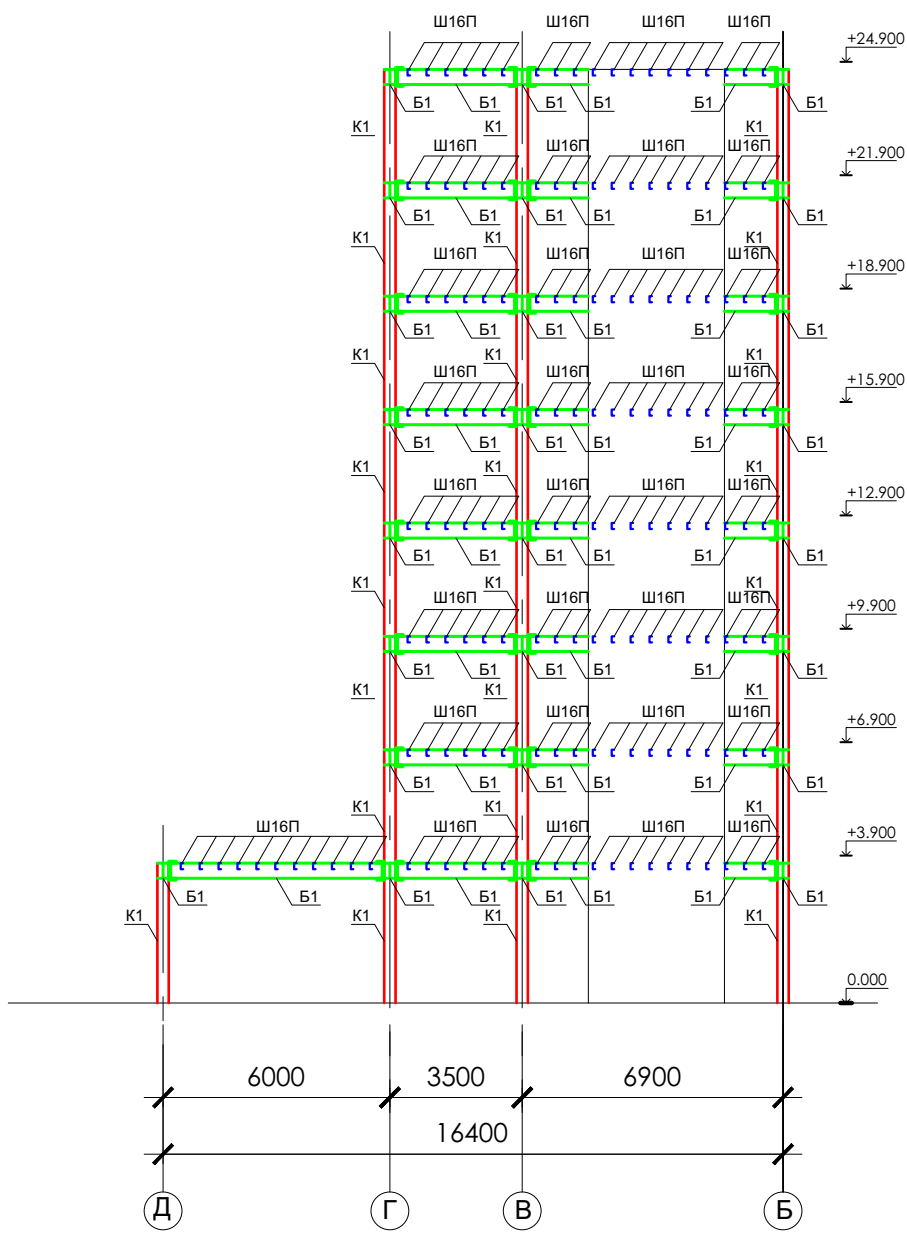 Ш16П Ш16П Ш16П Ш16П
+24.900
Б1 Б1 Б1 Б1 Б1 Б1
К1 К1 К1
Ш16П Ш16П Ш16П Ш16П
+21.900
Б1 Б1 Б1 Б1 Б1 Б1
К1 К1 К1
Ш16П Ш16П Ш16П Ш16П
+18.900
Б1 Б1 Б1 Б1 Б1 Б1
К1 К1 К1
Ш16П Ш16П Ш16П Ш16П
+15.900
Б1 Б1 Б1 Б1 Б1 Б1
К1 К1 К1
Ш16П Ш16П Ш16П Ш16П
+12.900
Б1 Б1 Б1 Б1 Б1 Б1
К1 К1 К1
Ш16П Ш16П Ш16П Ш16П
+9.900
Б1 Б1 Б1 Б1 Б1 Б1
К1 К1 К1
Ш16П Ш16П Ш16П Ш16П
+6.900
Б1 Б1 Б1 Б1 Б1 Б1
К1 К1 К1
Ш16П Ш16П Ш16П Ш16П Ш16П
+3.900
Б1 Б1 Б1 Б1 Б1 Б1 Б1 Б1
К1 К1 К1 К1
0.000
6000 3500 6900
16400
Д Г В Б